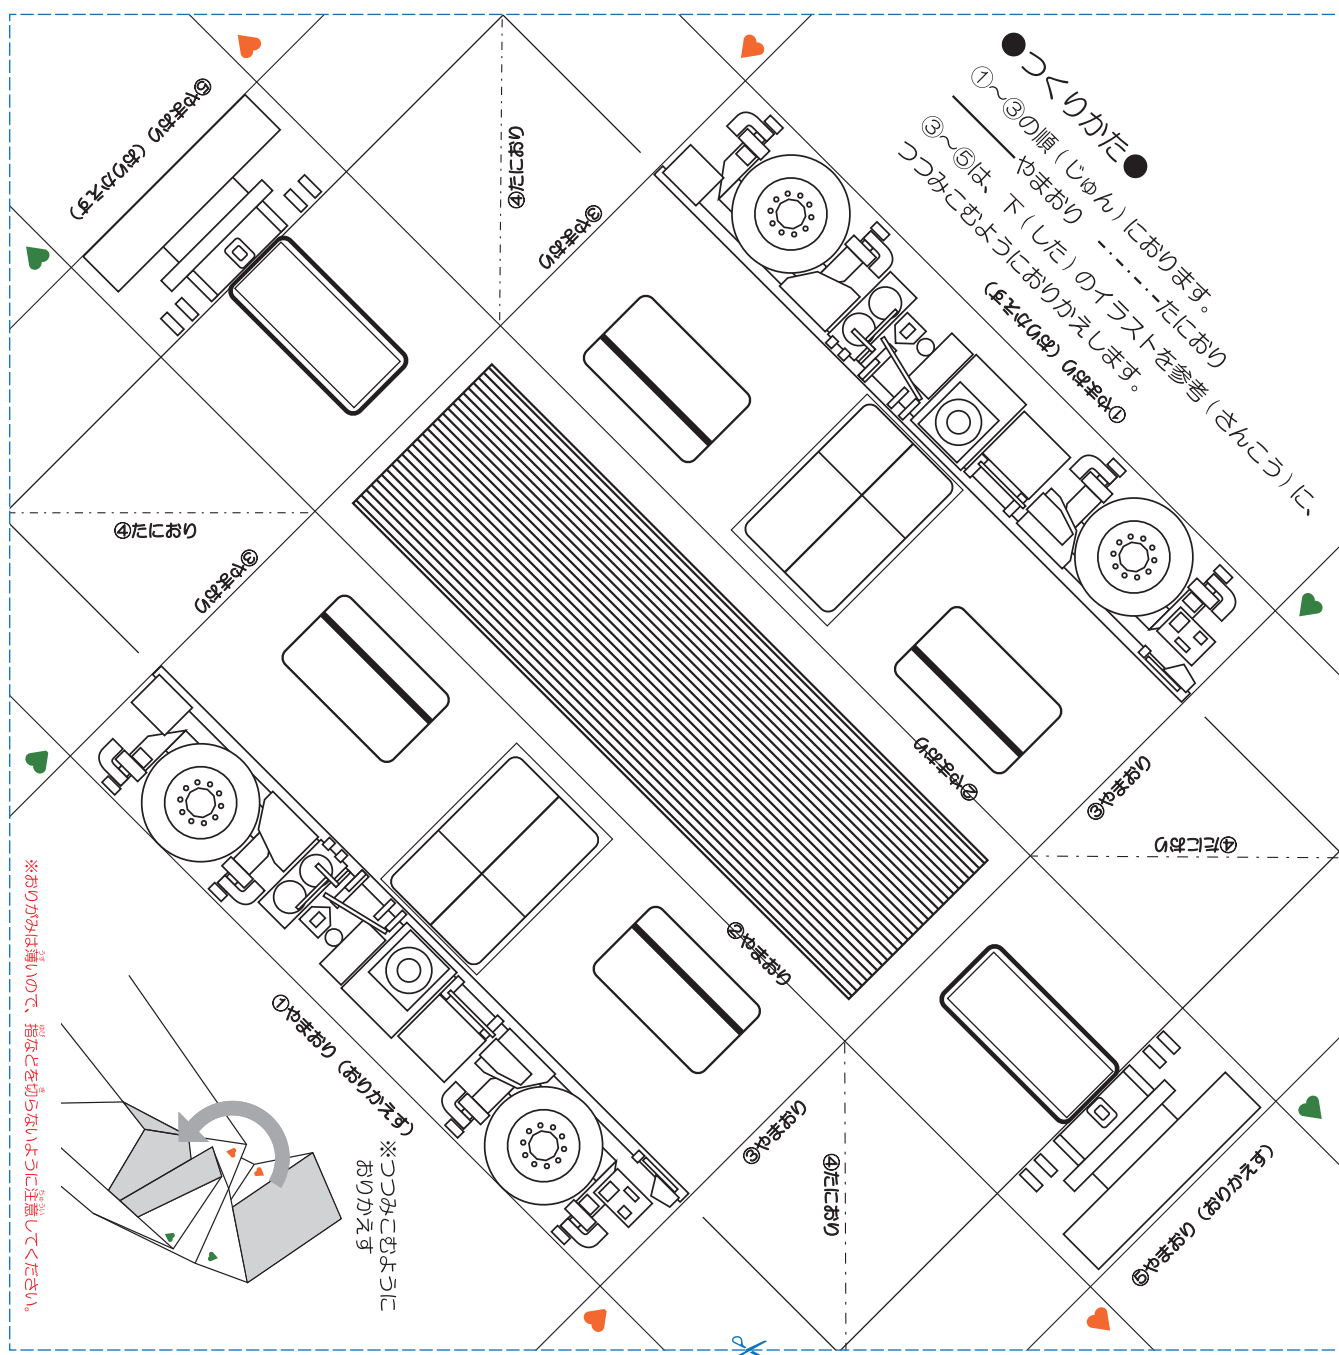 ●つくりかた●
①〜③の順（じゅん）におります。
やまおり たにおり
③〜⑤は、下（した）のイラストを参考（さんこう）に、
つつみこむようにおりかえします。
①やまおり（おりかえす）
⑤やまおり（おりかえす）
④たにおり
③やまおり
④たにおり
③やまおり
②やまおり
③やまおり
④たにおり
②やまおり
①やまおり（おりかえす）
③やまおり
④たにおり
⑤やまおり（おりかえす）
※つつみこむように
おりかえす
※おりがみは薄いので、指などを切らないように注意してください。
うす ゆび き ちゅうい